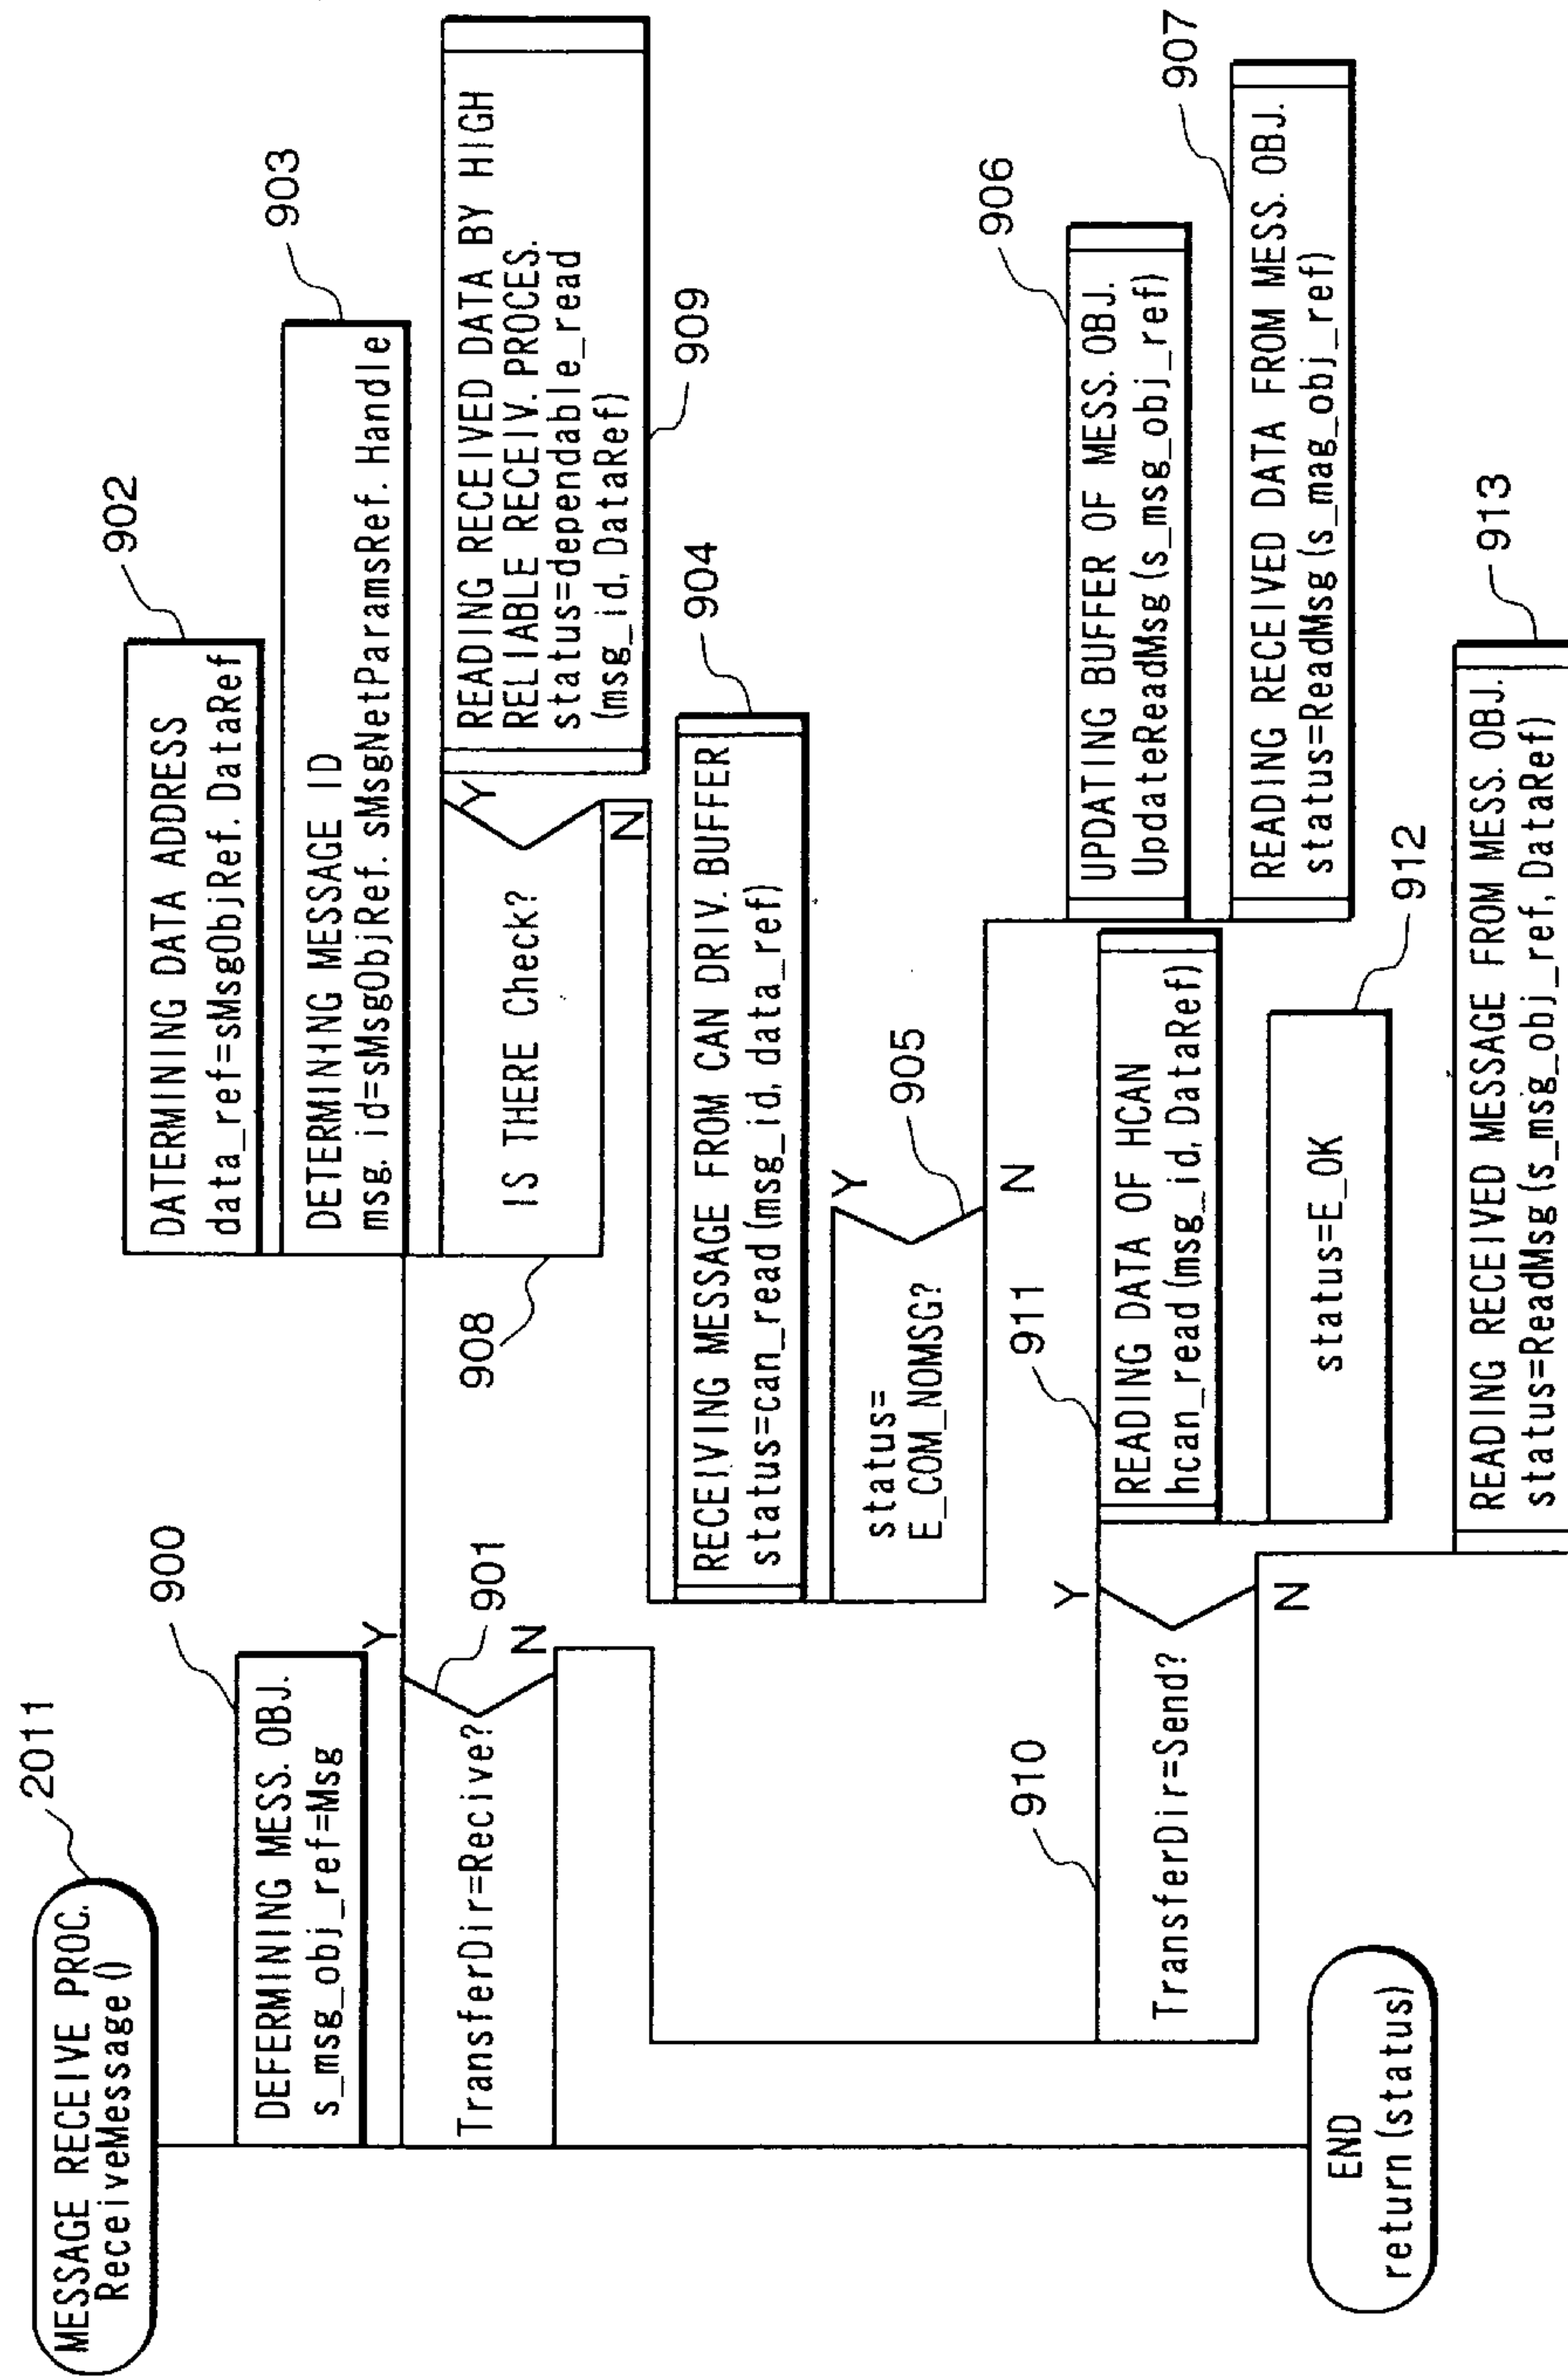 MESSAGE RECEIVE PROC.
ReceiveMessage ()
2011
DEFERMINING MESS. OBJ.
s_msg_obj_ref=Msg
900
TransferDir=Recive?
Y
N
901
DATERMINING DATA ADDRESS
data_ref=sMsgObjRef. DataRef
902
DETERMINING MESSAGE ID
msg. id=sMsgObjRef. sMsgNetParamsRef. Handle
903
IS THERE Check?
Y
N
908
READING RECEIVED DATA BY HIGH
RELIABLE RECEIV. PROCES.
status=dependable_read
(msg_id, DataRef)
909
RECEIVING MESSAGE FROM CAN DRIV. BUFFER
status=can_read (msg_id, data_ref)
904
status=
E_COM_NOMSG?
Y
N
905
UPDATING BUFFER OF MESS. OBJ.
UpdateReadMsg (s_msg_obj_ref)
906
READING RECEIVED DATA FROM MESS. OBJ.
status=ReadMsg (s_mag_obj_ref)
907
TransferDir=Send?
Y
N
910
READING DATA OF HCAN
hcan_read (msg_id, DataRef)
911
status=E_OK
912
READING RECEIVED MESSAGE FROM MESS. OBJ.
status=ReadMsg (s_msg_obj_ref, DataRef)
913
END
return (status)